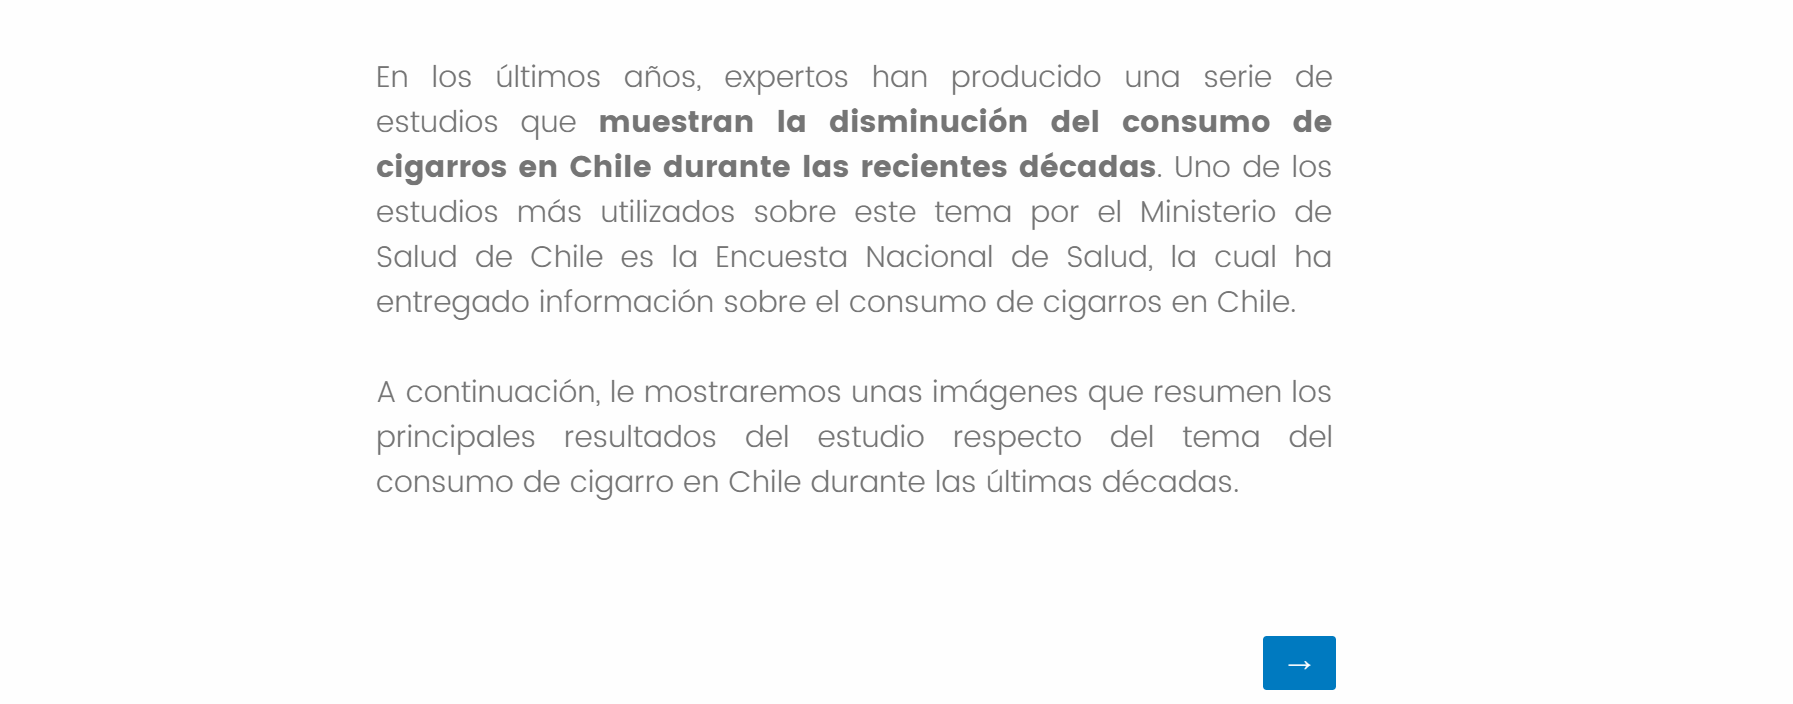 En los últimos años, expertos han producido una serie de
estudios que muestran la disminución del consumo de
cigarros en Chile durante las recientes décadas. Uno de los
estudios más utilizados sobre este tema por el Ministerio de
Salud de Chile es la Encuesta Nacional de Salud, la cual ha
entregado información sobre el consumo de cigarros en Chile.
A continuación, le mostraremos unas imágenes que resumen los
principales resultados del estudio respecto del tema del
consumo de cigarro en Chile durante las últimas décadas.
→